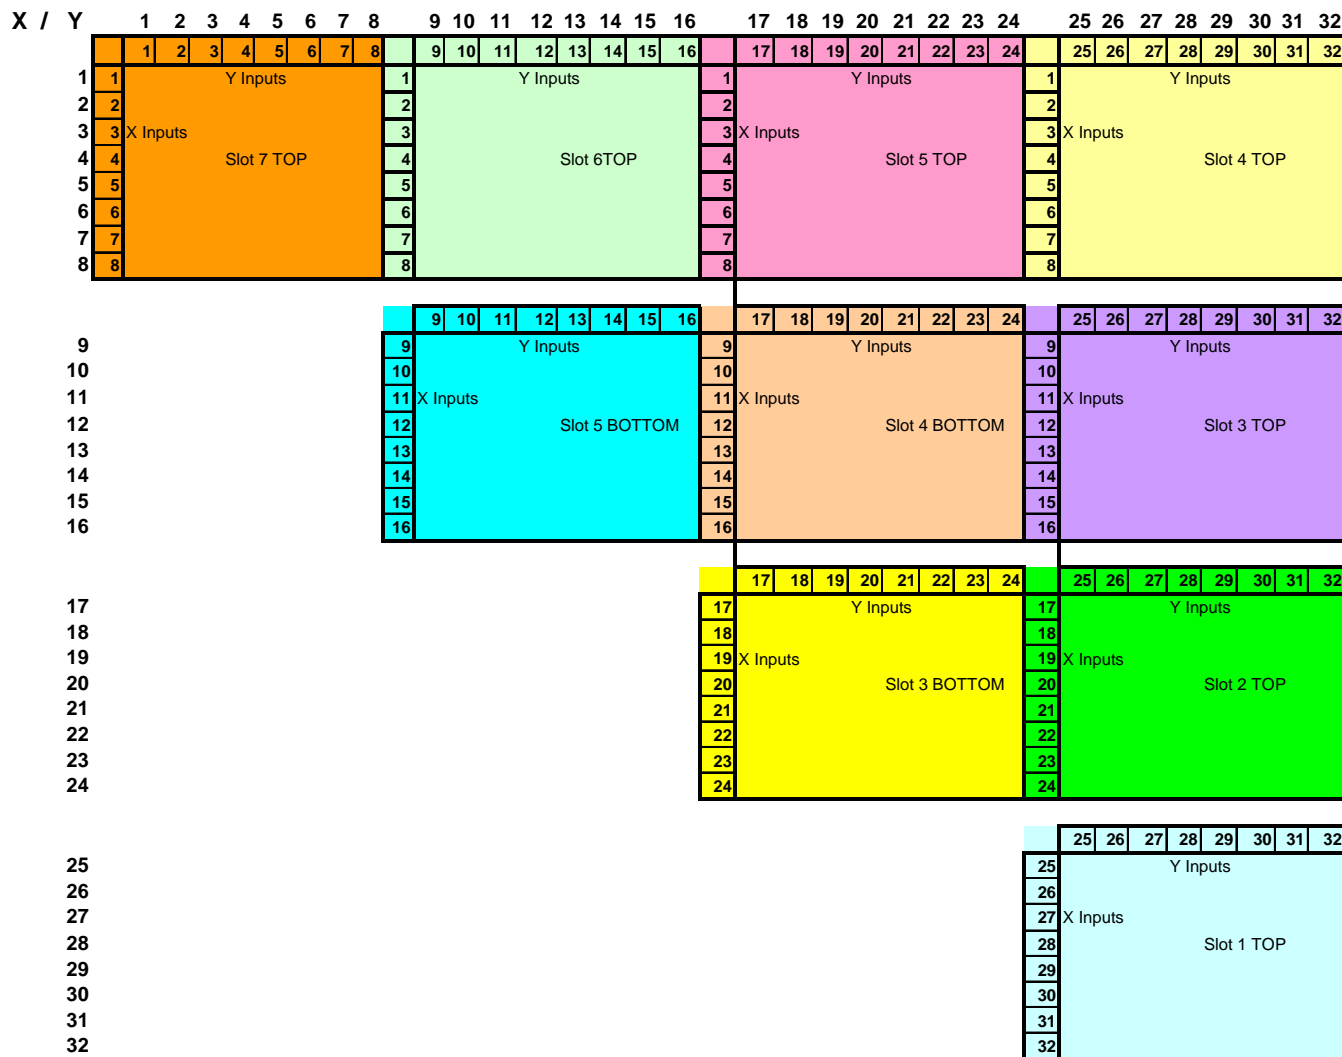 X / Y 1 2 3 4 5 6 7 8 9 10 11 12 13 14 15 16 17 18 19 20 21 22 23 24 25 26 27 28 29 30 31 32
1 2 3 4 5 6 7 8 9 10 11 12 13 14 15 16 17 18 19 20 21 22 23 24 25 26 27 28 29 30 31 32
1 1 Y Inputs 1 Y Inputs 1 Y Inputs 1 Y Inputs
2 2 2 2 2
3 3 X Inputs 3 3 X Inputs 3 X Inputs
4 4 Slot 7 TOP 4 Slot 6TOP 4 Slot 5 TOP 4 Slot 4 TOP
5 5 5 5 5
6 6 6 6 6
7 7 7 7 7
8 8 8 8 8
9 10 11 12 13 14 15 16 17 18 19 20 21 22 23 24 25 26 27 28 29 30 31 32
9 9 Y Inputs 9 Y Inputs 9 Y Inputs
10 10 10 10
11 11 X Inputs 11 X Inputs 11 X Inputs
12 12 Slot 5 BOTTOM 12 Slot 4 BOTTOM 12 Slot 3 TOP
13 13 13 13
14 14 14 14
15 15 15 15
16 16 16 16
17 18 19 20 21 22 23 24 25 26 27 28 29 30 31 32
17 17 Y Inputs 17 Y Inputs
18 18 18
19 19 X Inputs 19 X Inputs
20 20 Slot 3 BOTTOM 20 Slot 2 TOP
21 21 21
22 22 22
23 23 23
24 24 24
25 26 27 28 29 30 31 32
25 25 Y Inputs
26 26
27 27 X Inputs
28 28 Slot 1 TOP
29 29
30 30
31 31
32 32